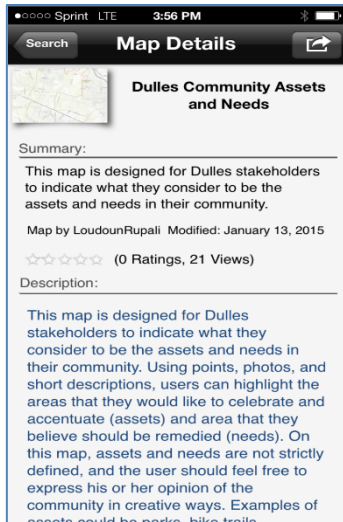 Sprint LTE 3:56 PM
Search Map Details
Dulles Community Assets
and Needs
Summary:
This map is designed for Dulles stakeholders
to indicate what they consider to be the
assets and needs in their community.
Map by LoudounRupali Modified: January 13, 2015
(0 Ratings, 21 Views)
Description:
This map is designed for Dulles
stakeholders to indicate what they
consider to be the assets and needs in
their community. Using points, photos, and
short descriptions, users can highlight the
areas that they would like to celebrate and
accentuate (assets) and area that they
believe should be remedied (needs). On
this map, assets and needs are not strictly
defined, and the user should feel free to
express his or her opinion of the
community in creative ways. Examples of
assets could be parks, bike trails